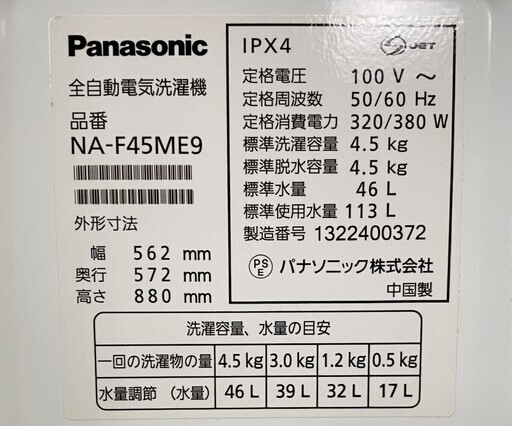 Panasonic
全自動電気洗濯機
品番
NA-F45ME9
外形寸法
幅 562 mm
奥行 572 mm
高さ 880 mm
IPX4
JET
定格電圧 100 V ～
定格周波数 50/60 Hz
定格消費電力 320/380 W
標準洗濯容量 4.5 kg
標準脱水容量 4.5 kg
標準水量 46 L
標準使用水量 113 L
製造番号 1322400372
PS E パナソニック株式会社
中国製
洗濯容量、水量の目安
一回の洗濯物の量 4.5 kg 3.0 kg 1.2 kg 0.5 kg
水量調節 （水量） 46 L 39 L 32 L 17 L